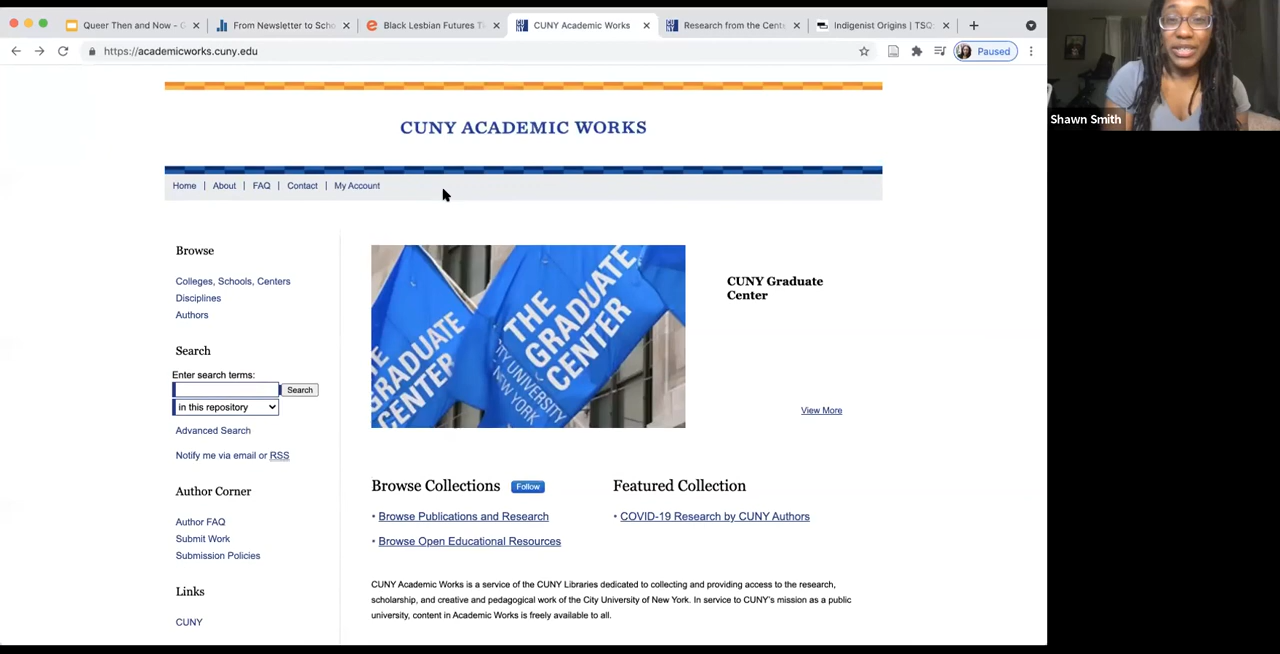 Queer Then and Now - G
From Newsletter to Scho
Black Lesbian Futures T
CUNY Academic Works
Research from the Cent
Indigenist Origins | TSQ:
https://academicworks.cuny.edu
Paused
Shawn Smith
CUNY ACADEMIC WORKS
Home | About | FAQ | Contact | My Account
Browse
Colleges, Schools, Centers
Disciplines
Authors
Search
Enter search terms:
Search
in this repository
Advanced Search
Notify me via email or RSS
Author Corner
Author FAQ
Submit Work
Submission Policies
Links
CUNY
GRADUATE
CENTER
THE
GRADUATE
CENTER
CITY UNIVERSITY
NEW YORK
CUNY Graduate
Center
View More
Browse Collections Follow
• Browse Publications and Research
• Browse Open Educational Resources
Featured Collection
• COVID-19 Research by CUNY Authors
CUNY Academic Works is a service of the CUNY Libraries dedicated to collecting and providing access to the research,
scholarship, and creative and pedagogical work of the City University of New York. In service to CUNY's mission as a public
university, content in Academic Works is freely available to all.